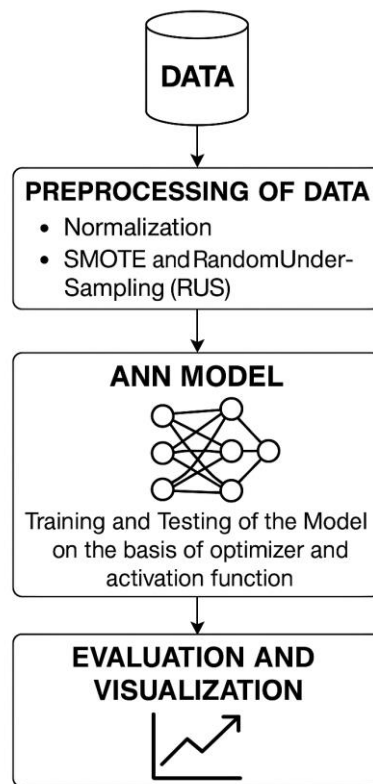 DATA
PREPROCESSING OF DATA
• Normalization
• SMOTE and RandomUnder-
Sampling (RUS)
ANN MODEL
Training and Testing of the Model
on the basis of optimizer and
activation function
EVALUATION AND
VISUALIZATION